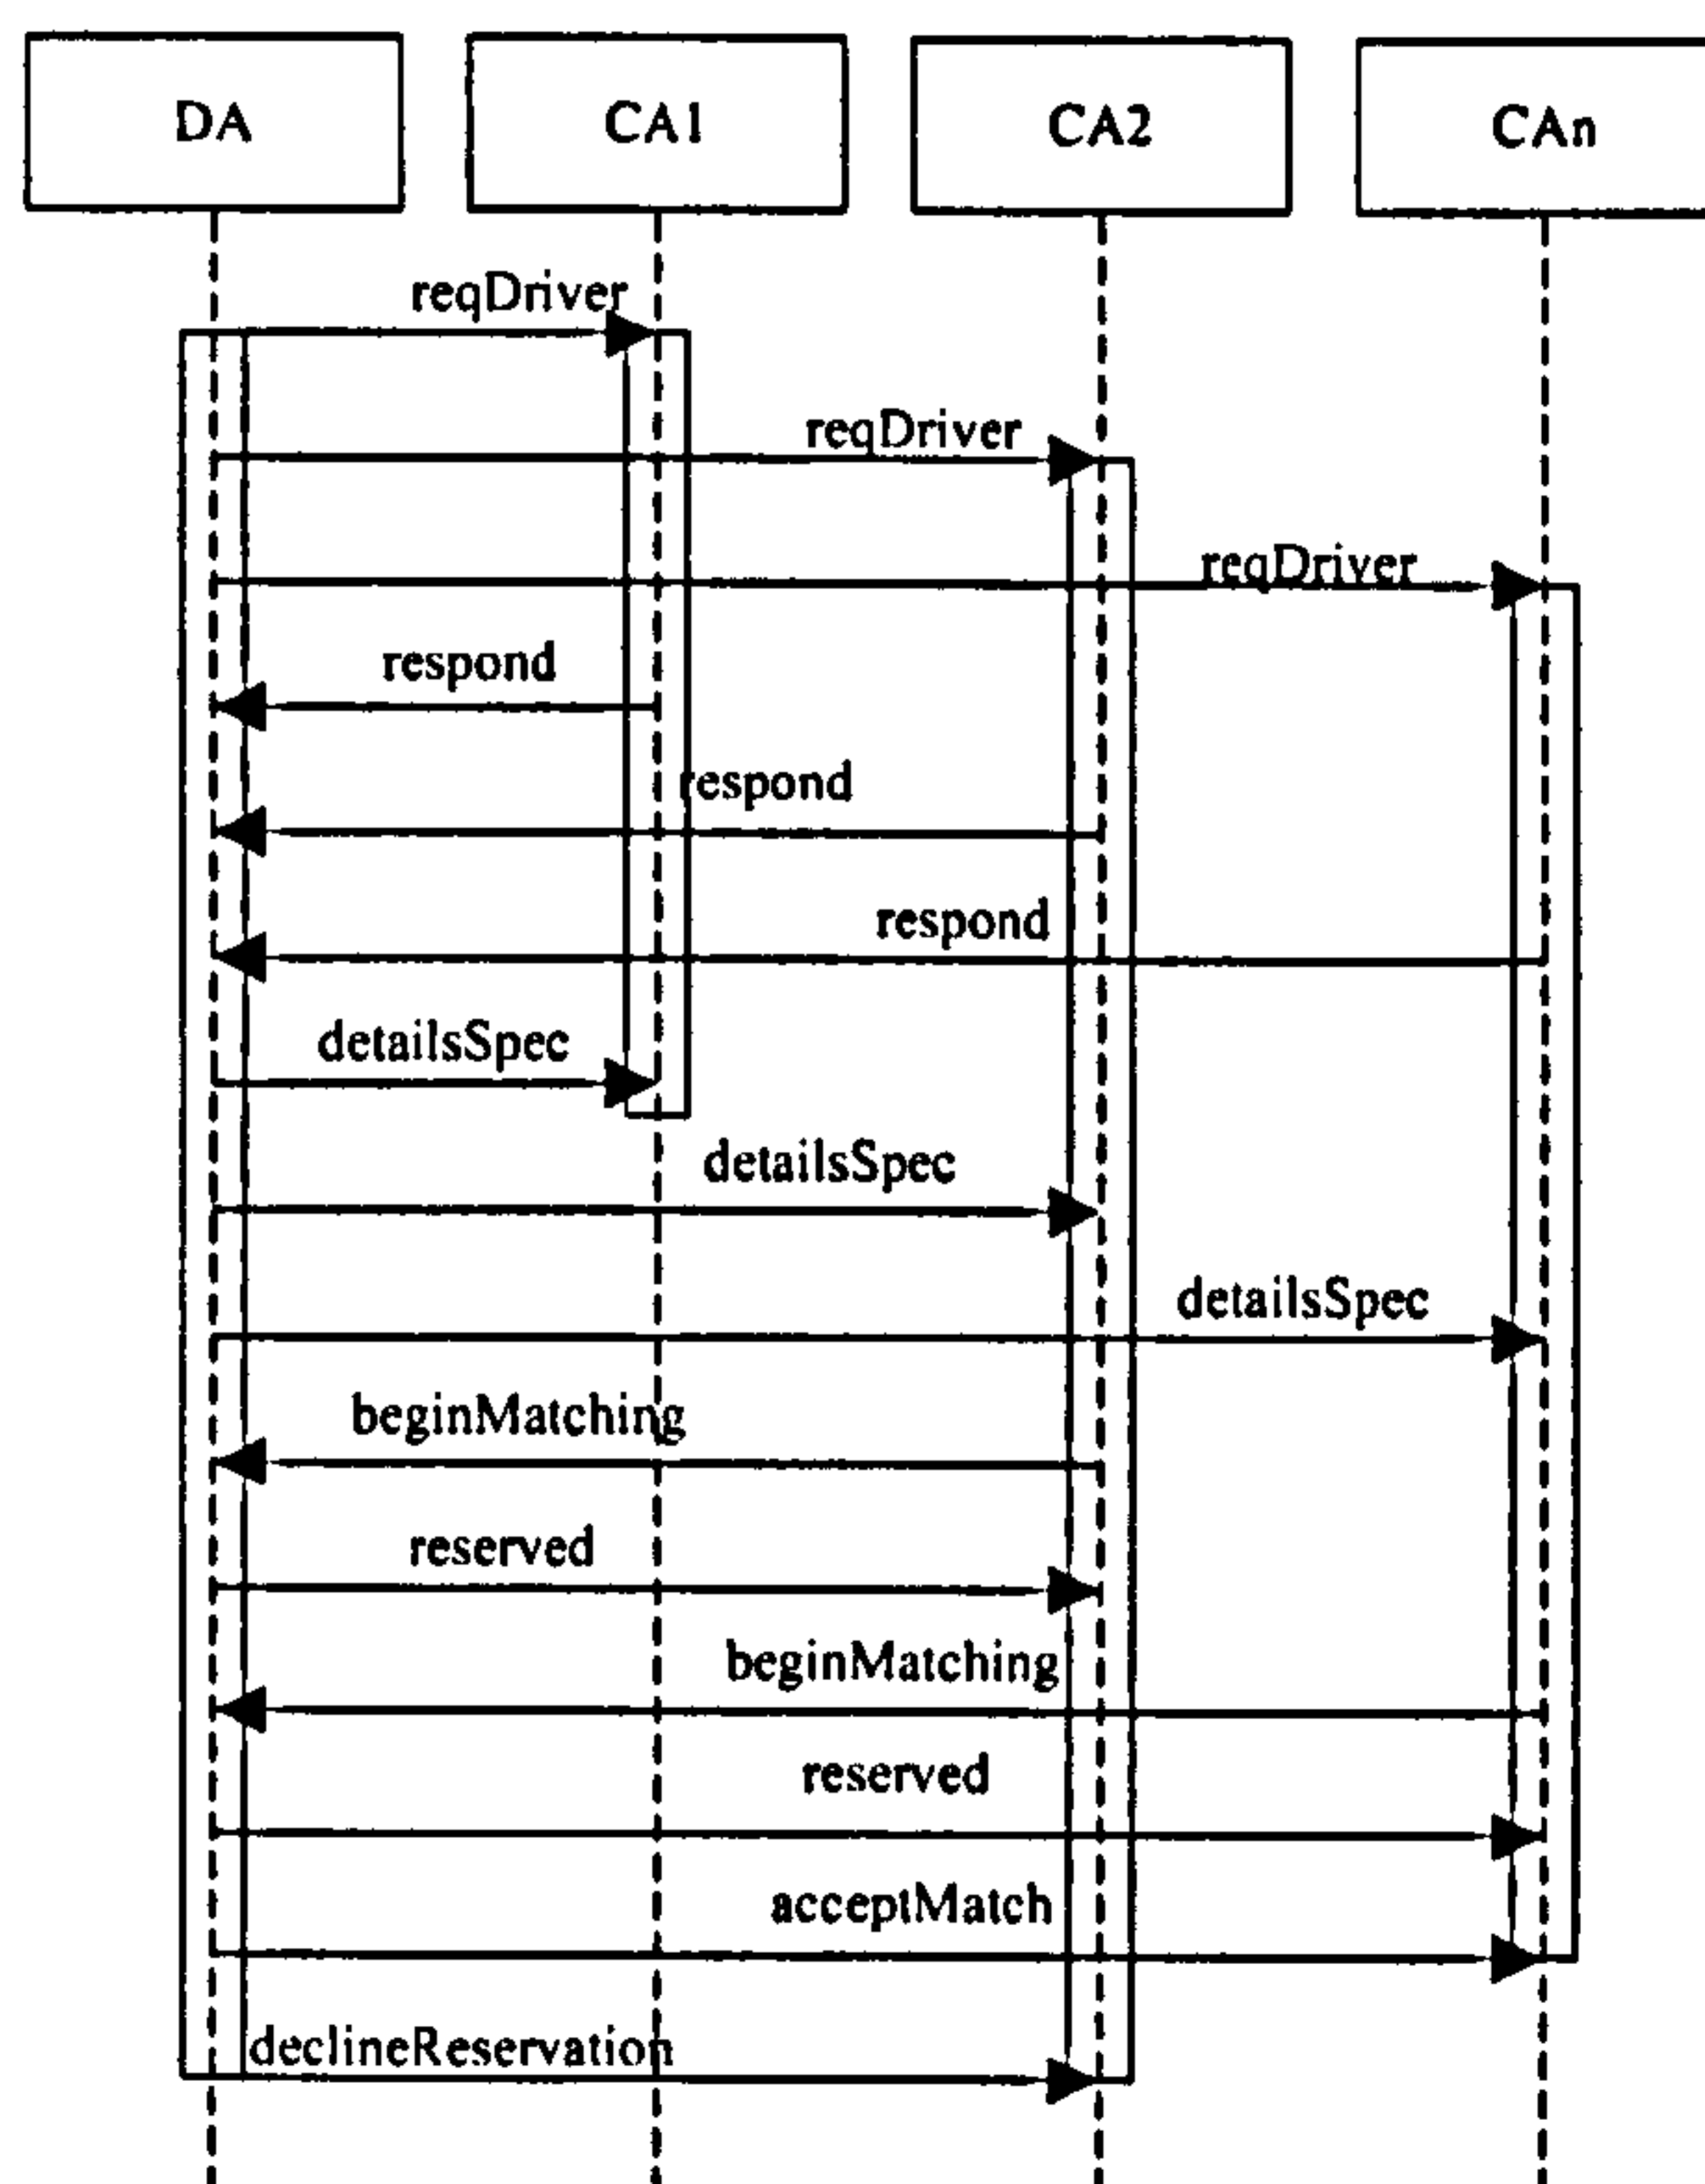 DA
CA1
CA2
CAn
reqDriver
reqDriver
reqDriver
respond
respond
respond
detailsSpec
detailsSpec
detailsSpec
beginMatching
reserved
beginMatching
reserved
acceptMatch
declineReservation